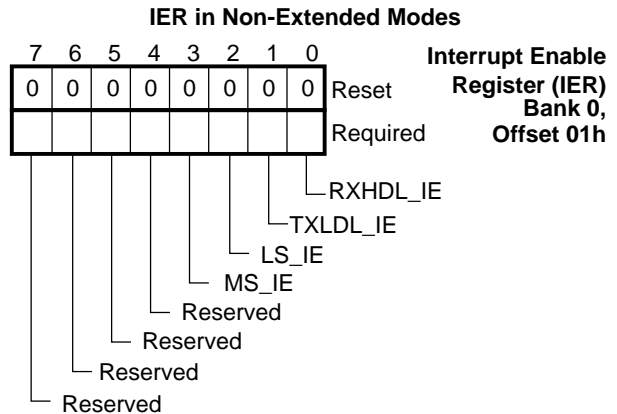 IER in Non-Extended Modes
7 6 5 4 3 2 1 0
Interrupt Enable
Register (IER)
Bank 0,
Offset 01h
0 0 0 0 0 0 0 0 Reset
Required
RXHDL_IE
TXLDL_IE
LS_IE
MS_IE
Reserved
Reserved
Reserved
Reserved